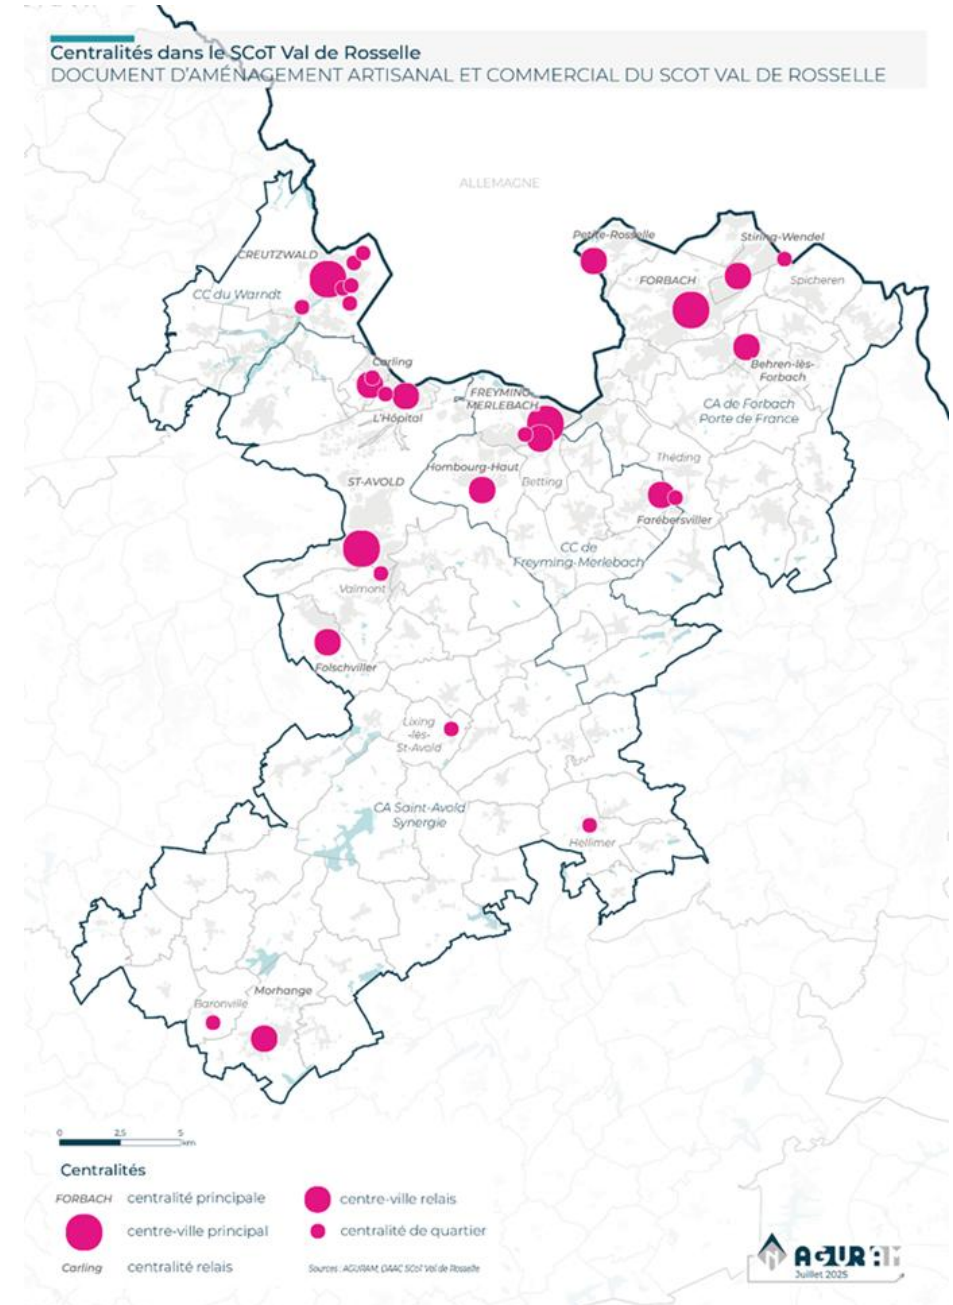 Centralités dans le SCoT Val de Rosselle
DOCUMENT D'AMÉNAGEMENT ARTISANAL ET COMMERCIAL DU SCOT VAL DE ROSSELLE
ALLEMAGNE
Petite-Rosselle
Stiring-Wendel
CREUTZWALD
FORBACH
Spicheren
CC du Warndt
Carling
Behren-lès-
Forbach
FREYMING-
MERLEBACH
CA de Forbach
Porte de France
L'Hôpital
Théding
Hombourg-Haut
ST-AVOLD
Betting
Farébersviller
CC de
Freyming-Merlebach
Valmont
Folschviller
Lixing
-lès-
St-Avold
CA Saint-Avold
Synergie
Hellimer
Morhange
Baronville
0 2,5 5
km
Centralités
FORBACH centralité principale
centre-ville relais
centre-ville principal
centralité de quartier
Carling centralité relais
Sources : AGURAM, DAAC SCoT Val de Rosselle
N
AGURAM
Juillet 2025